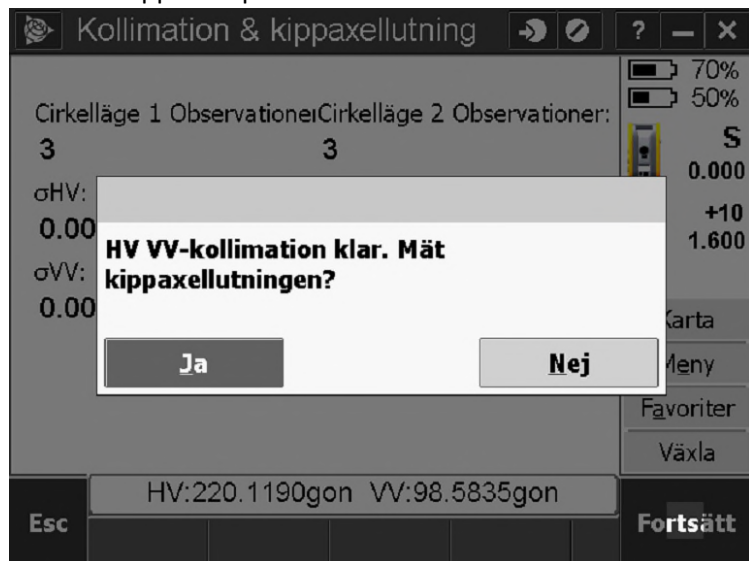 Kollimation & kippaxellutning ? – ×
70%
50%
Cirkelläge 1 Observationer Cirkelläge 2 Observationer:
3 3
S
0.000
σHV:
+10
0.00
1.600
HV VV-kollimation klar. Mät
kippaxellutningen?
σVV:
0.00
Karta
Ja Nej
Meny
Favoriter
Växla
HV:220.1190gon VV:98.5835gon
Esc
Fortsätt